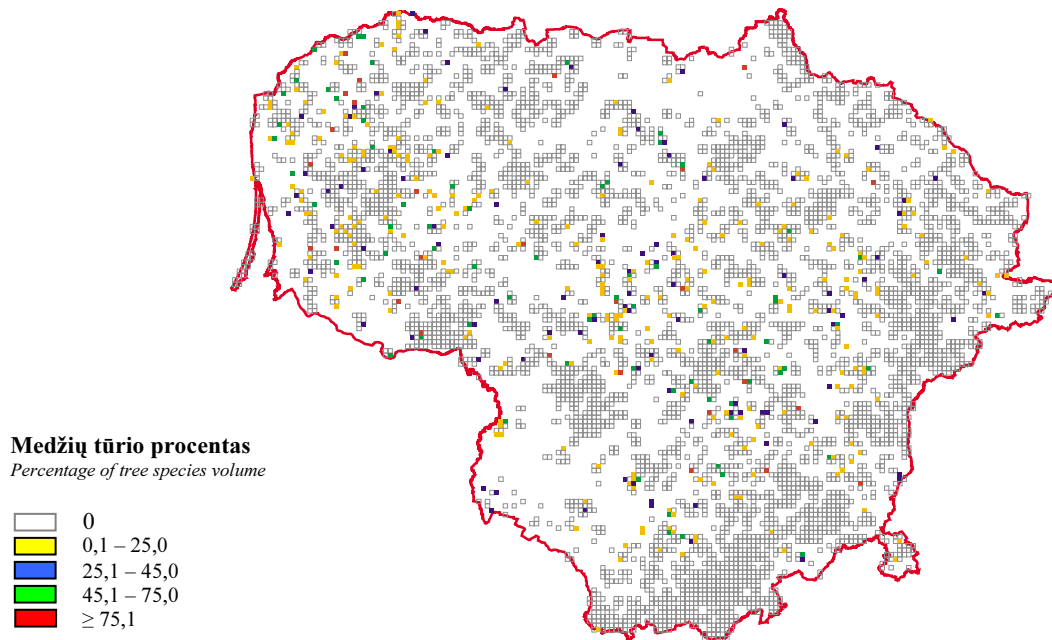 Medžių tūrio procentas
Percentage of tree species volume
0
0,1 – 25,0
25,1 – 45,0
45,1 – 75,0
≥ 75,1